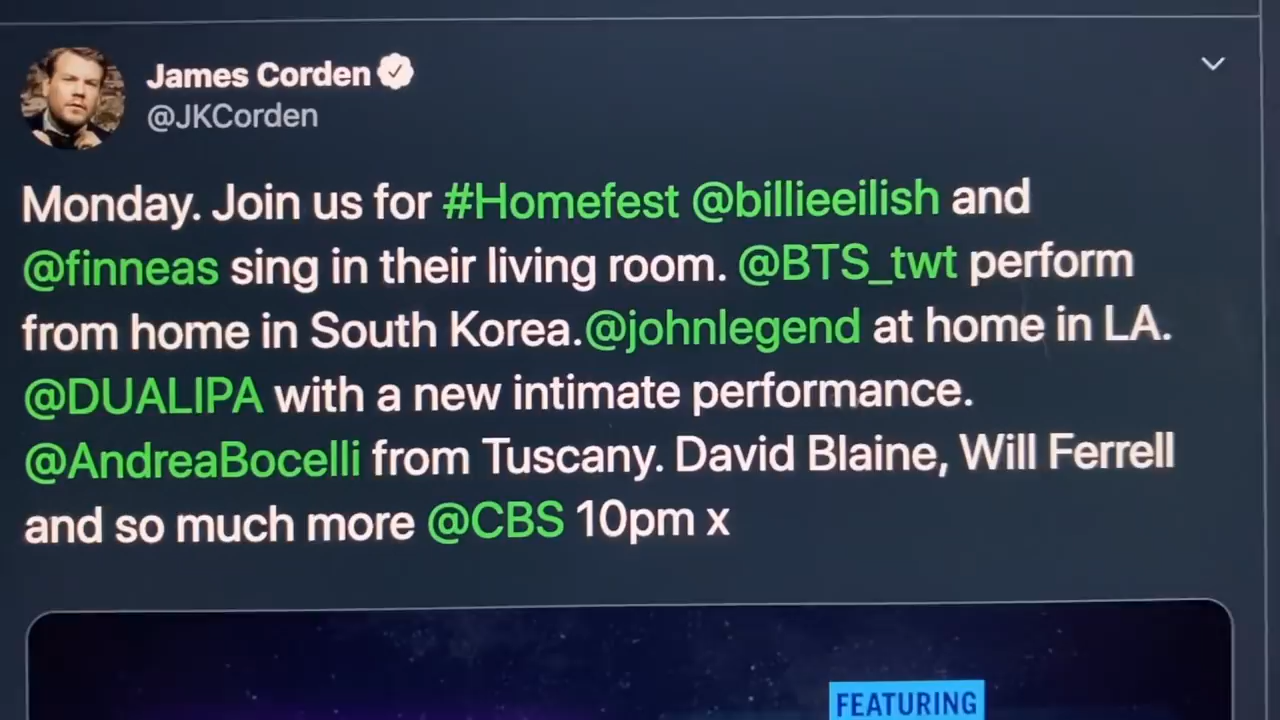 James Corden
@JKCorden
Monday. Join us for #Homefest @billieeilish and
@finneas sing in their living room. @BTS_twt perform
from home in South Korea.@johnlegend at home in LA.
@DUALIPA with a new intimate performance.
@AndreaBocelli from Tuscany. David Blaine, Will Ferrell
and so much more @CBS 10pm x
FEATURING